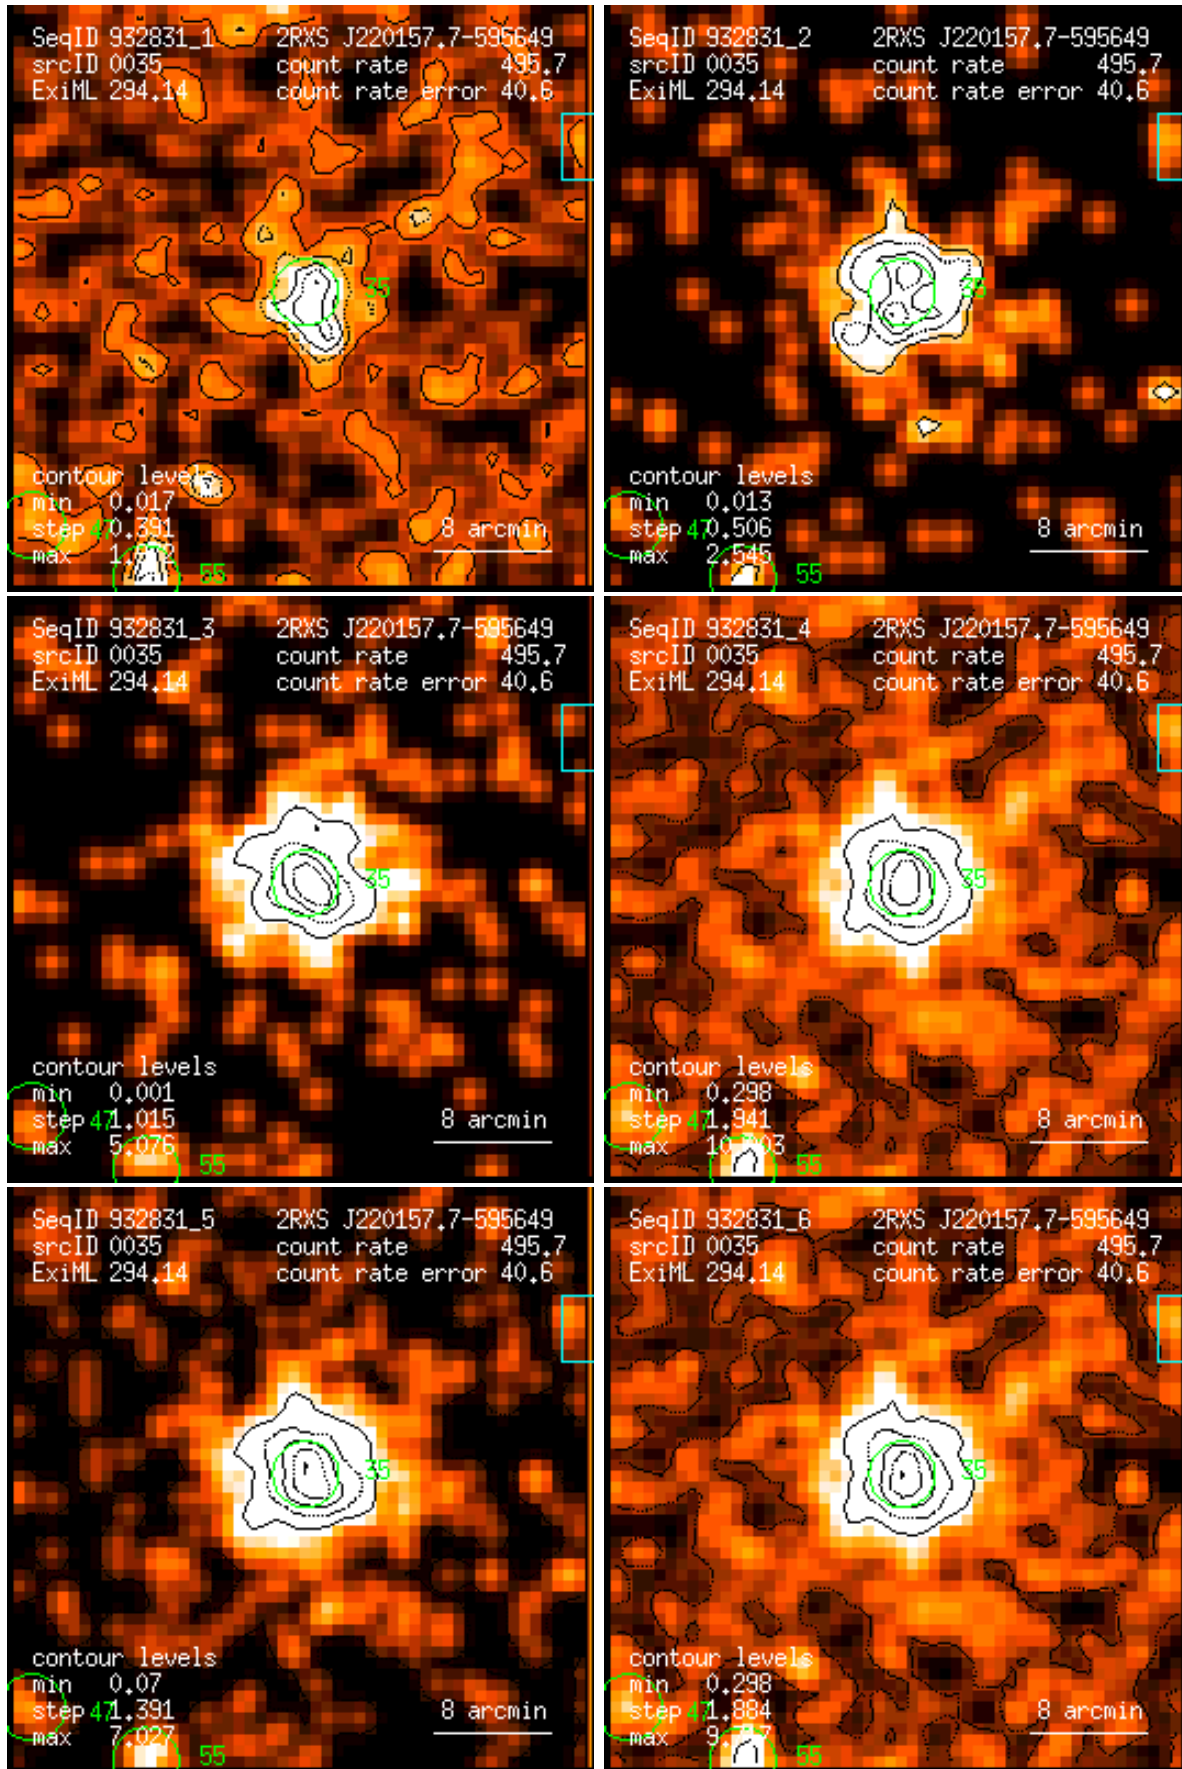 SeqID 932831_1 2RXS J220157.7-595649
srcID 0035 count rate 495.7
ExiML 294.14 count rate error 40.6
35
contour levels
min 0.017
step 0.391
47
8 arcmin
max
55
SeqID 932831_2 2RXS J220157.7-595649
srcID 0035 count rate 495.7
ExiML 294.14 count rate error 40.6
35
contour levels
min 0.013
step 0.506
47
8 arcmin
max 2.545
55
SeqID 932831_3 2RXS J220157.7-595649
srcID 0035 count rate 495.7
ExiML 294.14 count rate error 40.6
35
contour levels
min 0.001
step 1.015
47
8 arcmin
max 5.076
55
SeqID 932831_4 2RXS J220157.7-595649
srcID 0035 count rate 495.7
ExiML 294.14 count rate error 40.6
35
contour levels
min 0.298
step 1.941
47
8 arcmin
max
55
SeqID 932831_5 2RXS J220157.7-595649
srcID 0035 count rate 495.7
ExiML 294.14 count rate error 40.6
35
contour levels
min 0.07
step 1.391
47
8 arcmin
max 7.027
55
SeqID 932831_6 2RXS J220157.7-595649
srcID 0035 count rate 495.7
ExiML 294.14 count rate error 40.6
35
contour levels
min 0.298
step 1.884
47
8 arcmin
max
55